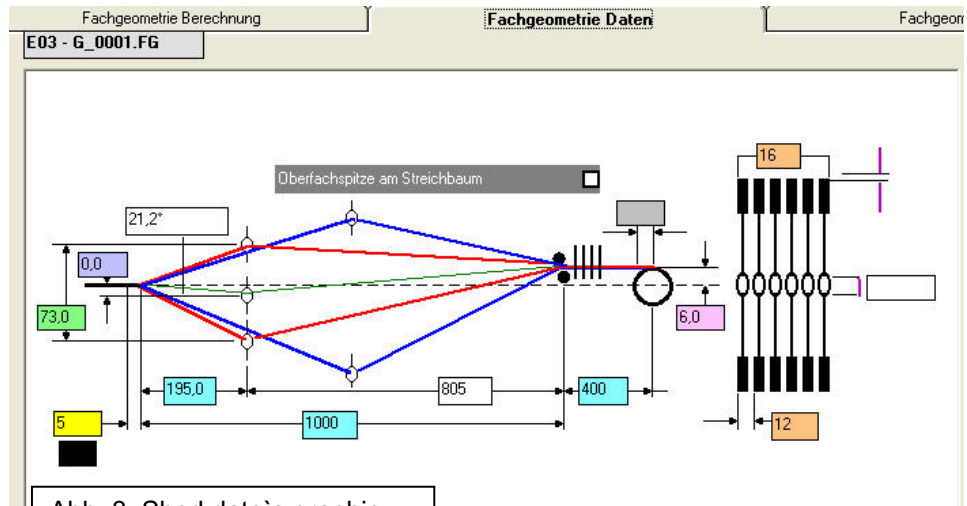 Fachgeometrie Berechnung
Fachgeometrie Daten
Fachgeom
E03 - G_0001.FG
16
Oberfachspitze am Streichbaum
21,2°
0,0
73,0
6,0
195,0
805
400
5
1000
12